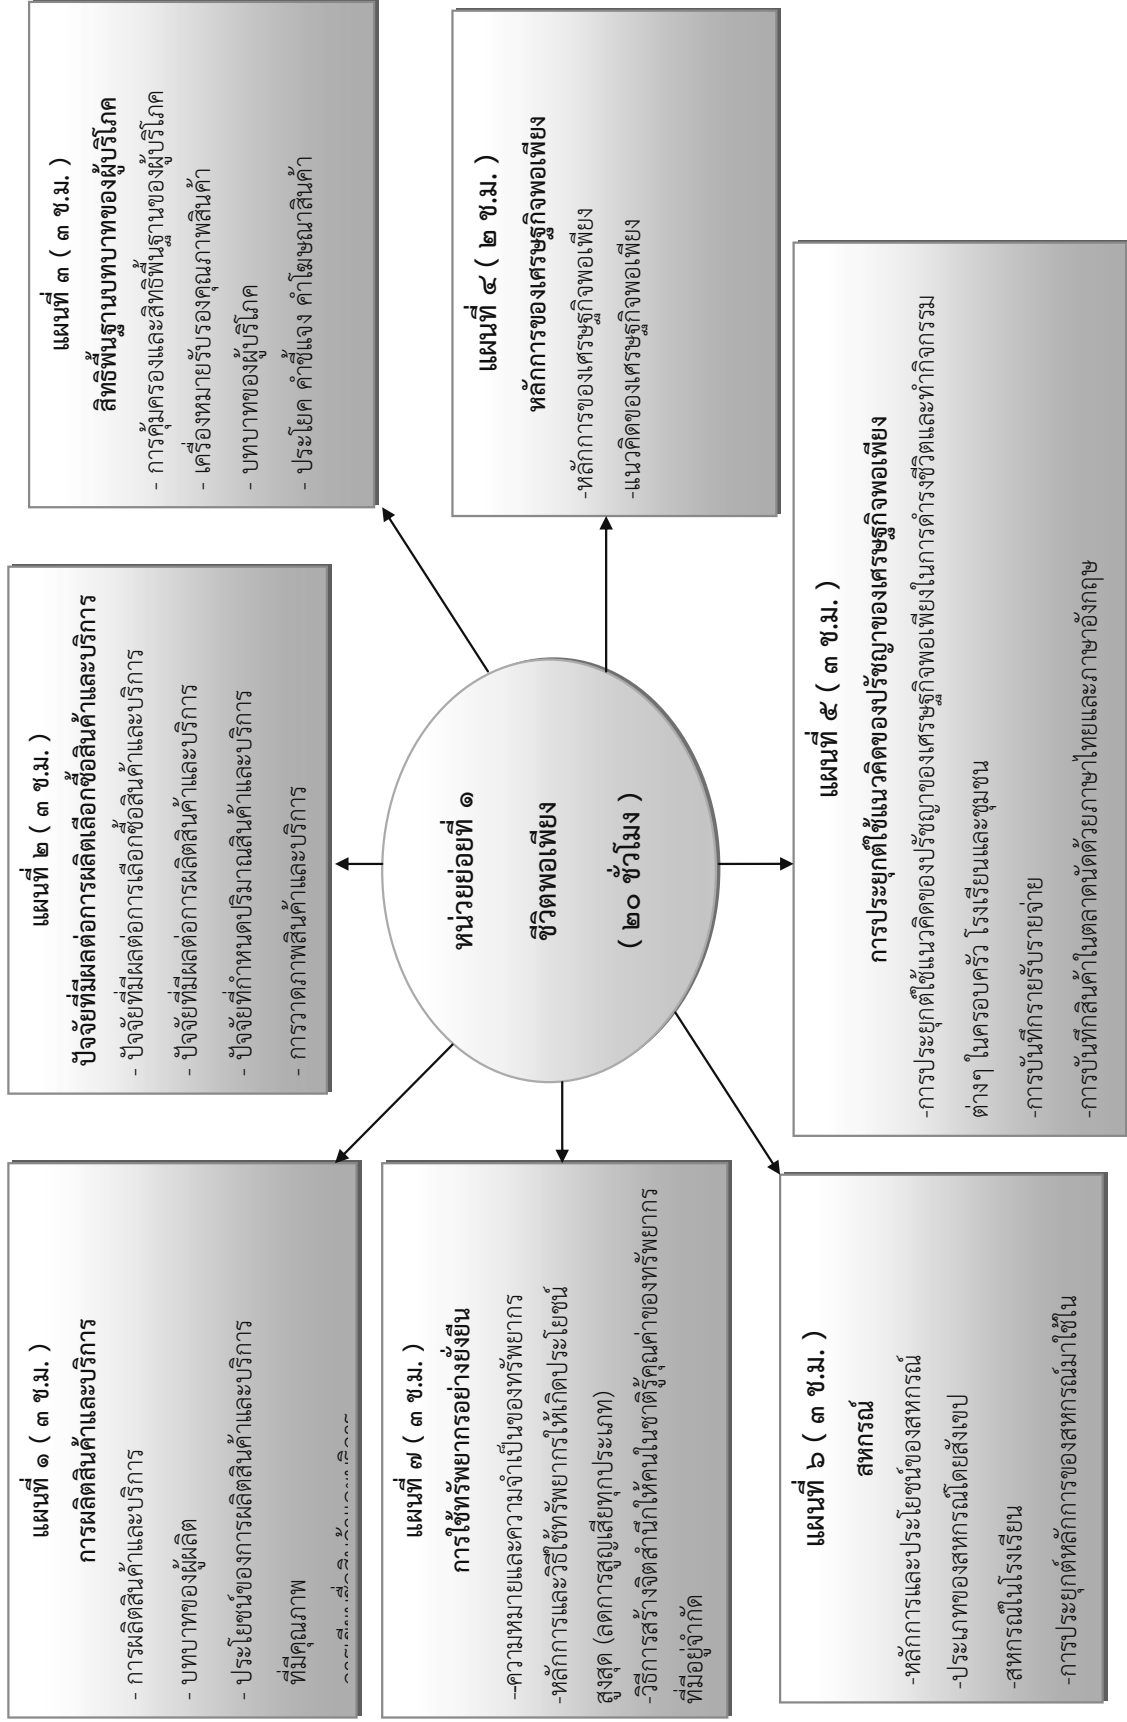 แผนที่ ๑ ( ๓ ช.ม. )
การผลิตสินค้าและบริการ
- การผลิตสินค้าและบริการ
- บทบาทของผู้ผลิต
- ประโยชน์ของการผลิตสินค้าและบริการ
ที่มีคุณภาพ
แผนที่ ๒ ( ๓ ช.ม. )
ปัจจัยที่มีผลต่อการผลิตเลือกซื้อสินค้าและบริการ
- ปัจจัยที่มีผลต่อการเลือกซื้อสินค้าและบริการ
- ปัจจัยที่มีผลต่อการผลิตสินค้าและบริการ
- ปัจจัยที่กำหนดปริมาณสินค้าและบริการ
- การวาดภาพสินค้าและบริการ
แผนที่ ๓ ( ๓ ช.ม. )
สิทธิพื้นฐานบทบาทของผู้บริโภค
- การคุ้มครองและสิทธิพื้นฐานของผู้บริโภค
- เครื่องหมายรับรองคุณภาพสินค้า
- บทบาทของผู้บริโภค
- ประโยค คำชี้แจง คำโฆษณาสินค้า
แผนที่ ๗ ( ๓ ช.ม. )
การใช้ทรัพยากรอย่างยั่งยืน
--ความหมายและความจำเป็นของทรัพยากร
-หลักการและวิธีใช้ทรัพยากรให้เกิดประโยชน์
สูงสุด (ลดการสูญเสียทุกประเภท)
-วิธีการสร้างจิตสำนึกให้คนในชาติรู้คุณค่าของทรัพยากร
ที่มีอยู่จำกัด
หน่วยย่อยที่ ๑
ชีวิตพอเพียง
( ๒๐ ชั่วโมง )
แผนที่ ๔ ( ๒ ช.ม. )
หลักการของเศรษฐกิจพอเพียง
-หลักการของเศรษฐกิจพอเพียง
-แนวคิดของเศรษฐกิจพอเพียง
แผนที่ ๖ ( ๓ ช.ม. )
สหกรณ์
-หลักการและประโยชน์ของสหกรณ์
-ประเภทของสหกรณ์โดยสังเขป
-สหกรณ์ในโรงเรียน
-การประยุกต์หลักการของสหกรณ์มาใช้ใน
แผนที่ ๕ ( ๓ ช.ม. )
การประยุกต์ใช้แนวคิดของปรัชญาของเศรษฐกิจพอเพียง
-การประยุกต์ใช้แนวคิดของปรัชญาของเศรษฐกิจพอเพียงในการดำรงชีวิตและทำกิจกรรม
ต่างๆ ในครอบครัว โรงเรียนและชุมชน
-การบันทึกรายรับรายจ่าย
-การบันทึกสินค้าในตลาดนัดด้วยภาษาไทยและภาษาอังกฤษ